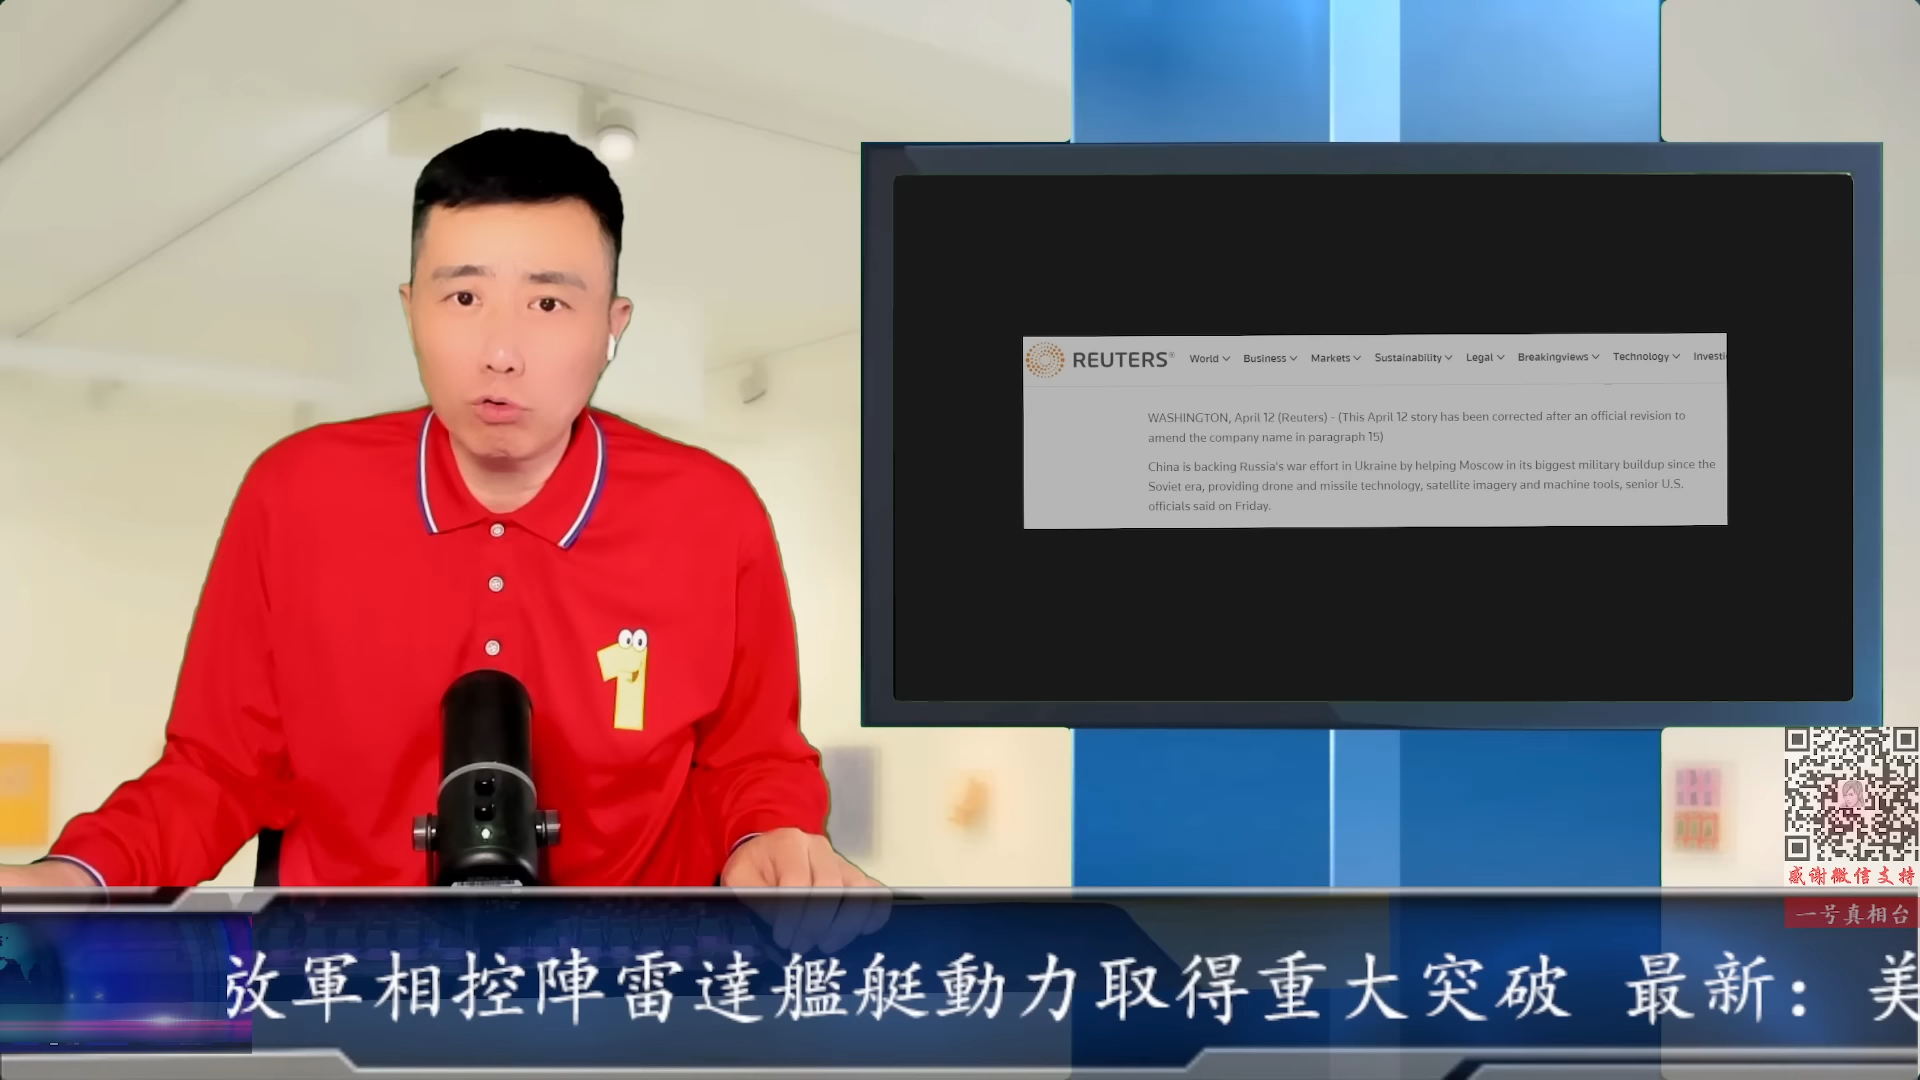 REUTERS®
World Business Markets Sustainability Legal Breakingviews Technology Investi
WASHINGTON, April 12 (Reuters) - (This April 12 story has been corrected after an official revision to
amend the company name in paragraph 15)
China is backing Russia's war effort in Ukraine by helping Moscow in its biggest military buildup since the
Soviet era, providing drone and missile technology, satellite imagery and machine tools, senior U.S.
officials said on Friday.
1
感谢微信支持
一号真相台
放軍相控陣雷達艦艇動力取得重大突破 最新：美